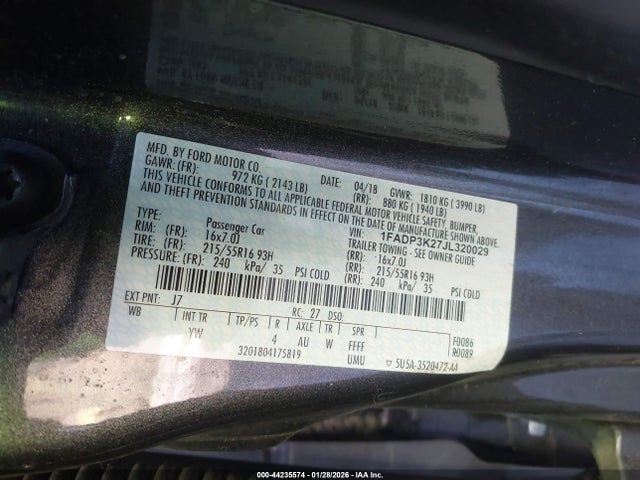 MFD. BY FORD MOTOR CO. DATE: 04/18 GVWR: 1810 KG ( 3990 LB)
GAWR: (FR): 972 KG ( 2143 LB) (RR): 880 KG ( 1940 LB)
THIS VEHICLE CONFORMS TO ALL APPLICABLE FEDERAL MOTOR VEHICLE SAFETY, BUMPER,
AND THEFT PREVENTION STANDARDS IN EFFECT ON THE DATE OF MANUFACTURE SHOWN ABOVE.
VIN: 1FADP3K27JL320029
TYPE: Passenger Car TRAILER TOWING - SEE OWNER GUIDE
RIM: (FR): 16x7.0J (RR): 16x7.0J
TIRE: (FR): 215/55R16 93H (RR): 215/55R16 93H
COLD PSI: (FR): 240 kPa/ 35 PSI COLD (RR): 240 kPa/ 35 PSI COLD
EXT PNT: J7 RC: 27 DSO:
WB INT TR TP/PS R AXLE TR SPR F0086
YW 4 AU W FFFF R0089
3201804175819 UMU 5U5A-3520472-AA
000-44235574 | 01/28/2026 - IAA Inc.